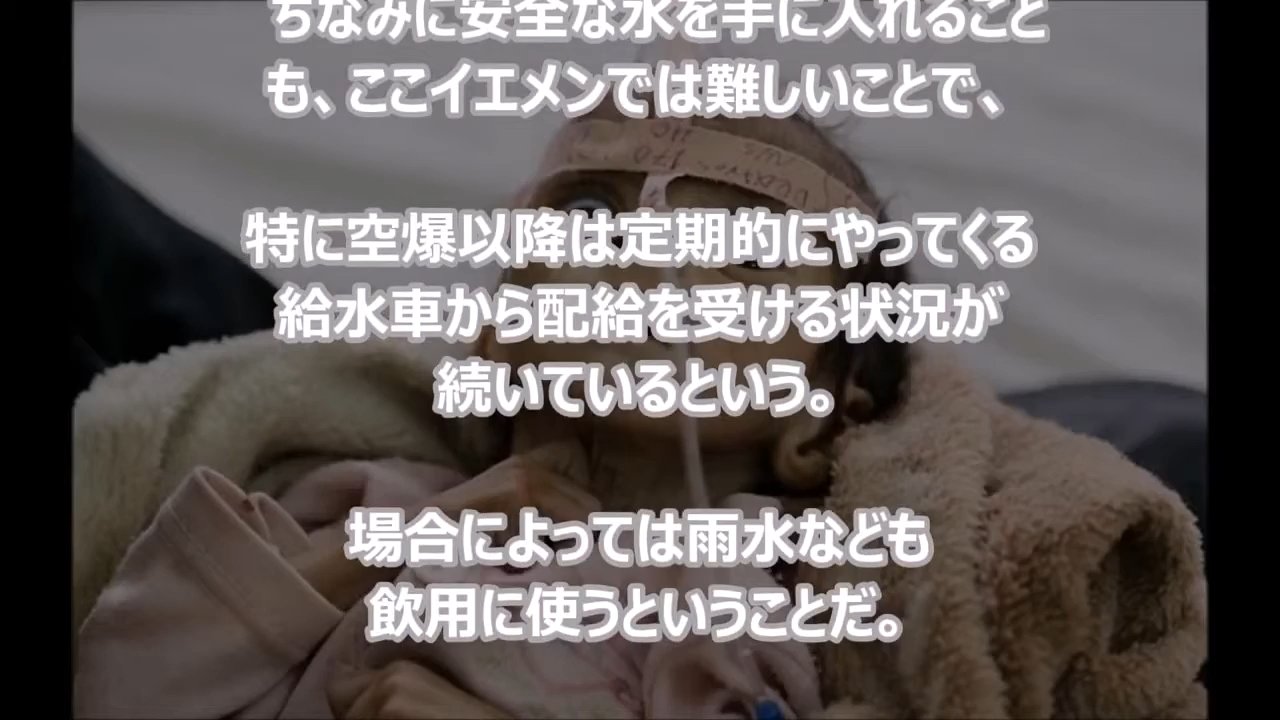 ちなみに安全な水を手に入れること
も、ここイエメンでは難しいことで、
特に空爆以降は定期的にやってくる
給水車から配給を受ける状況が
続いているという。
場合によっては雨水なども
飲用に使うということだ。